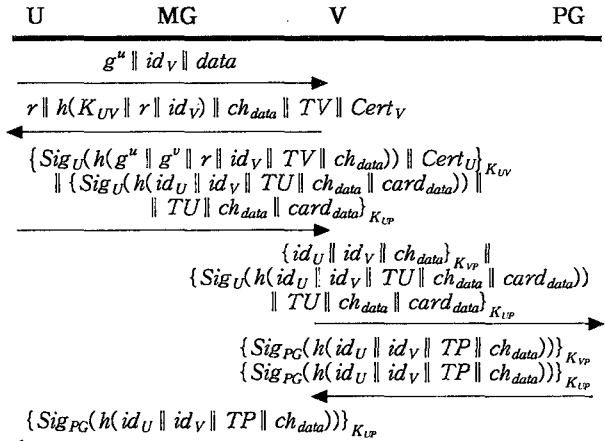 U MG V PG
g^u ‖ id_V ‖ data
r ‖ h(K_UV ‖ r ‖ id_V) ‖ ch_data ‖ TV ‖ Cert_V
{Sig_U(h(g^u ‖ g^v ‖ r ‖ id_V ‖ TV ‖ ch_data)) ‖ Cert_U}_K_UV
‖ {Sig_U(h(id_U ‖ id_V ‖ TU ‖ ch_data ‖ card_data)) ‖
‖ TU ‖ ch_data ‖ card_data}_K_UP
{id_U ‖ id_V ‖ ch_data}_K_VP ‖
{Sig_U(h(id_U ‖ id_V ‖ TU ‖ ch_data ‖ card_data))
‖ TU ‖ ch_data ‖ card_data}_K_UP
{Sig_PG(h(id_U ‖ id_V ‖ TP ‖ ch_data))}_K_VP
{Sig_PG(h(id_U ‖ id_V ‖ TP ‖ ch_data))}_K_UP
{Sig_PG(h(id_U ‖ id_V ‖ TP ‖ ch_data))}_K_UP